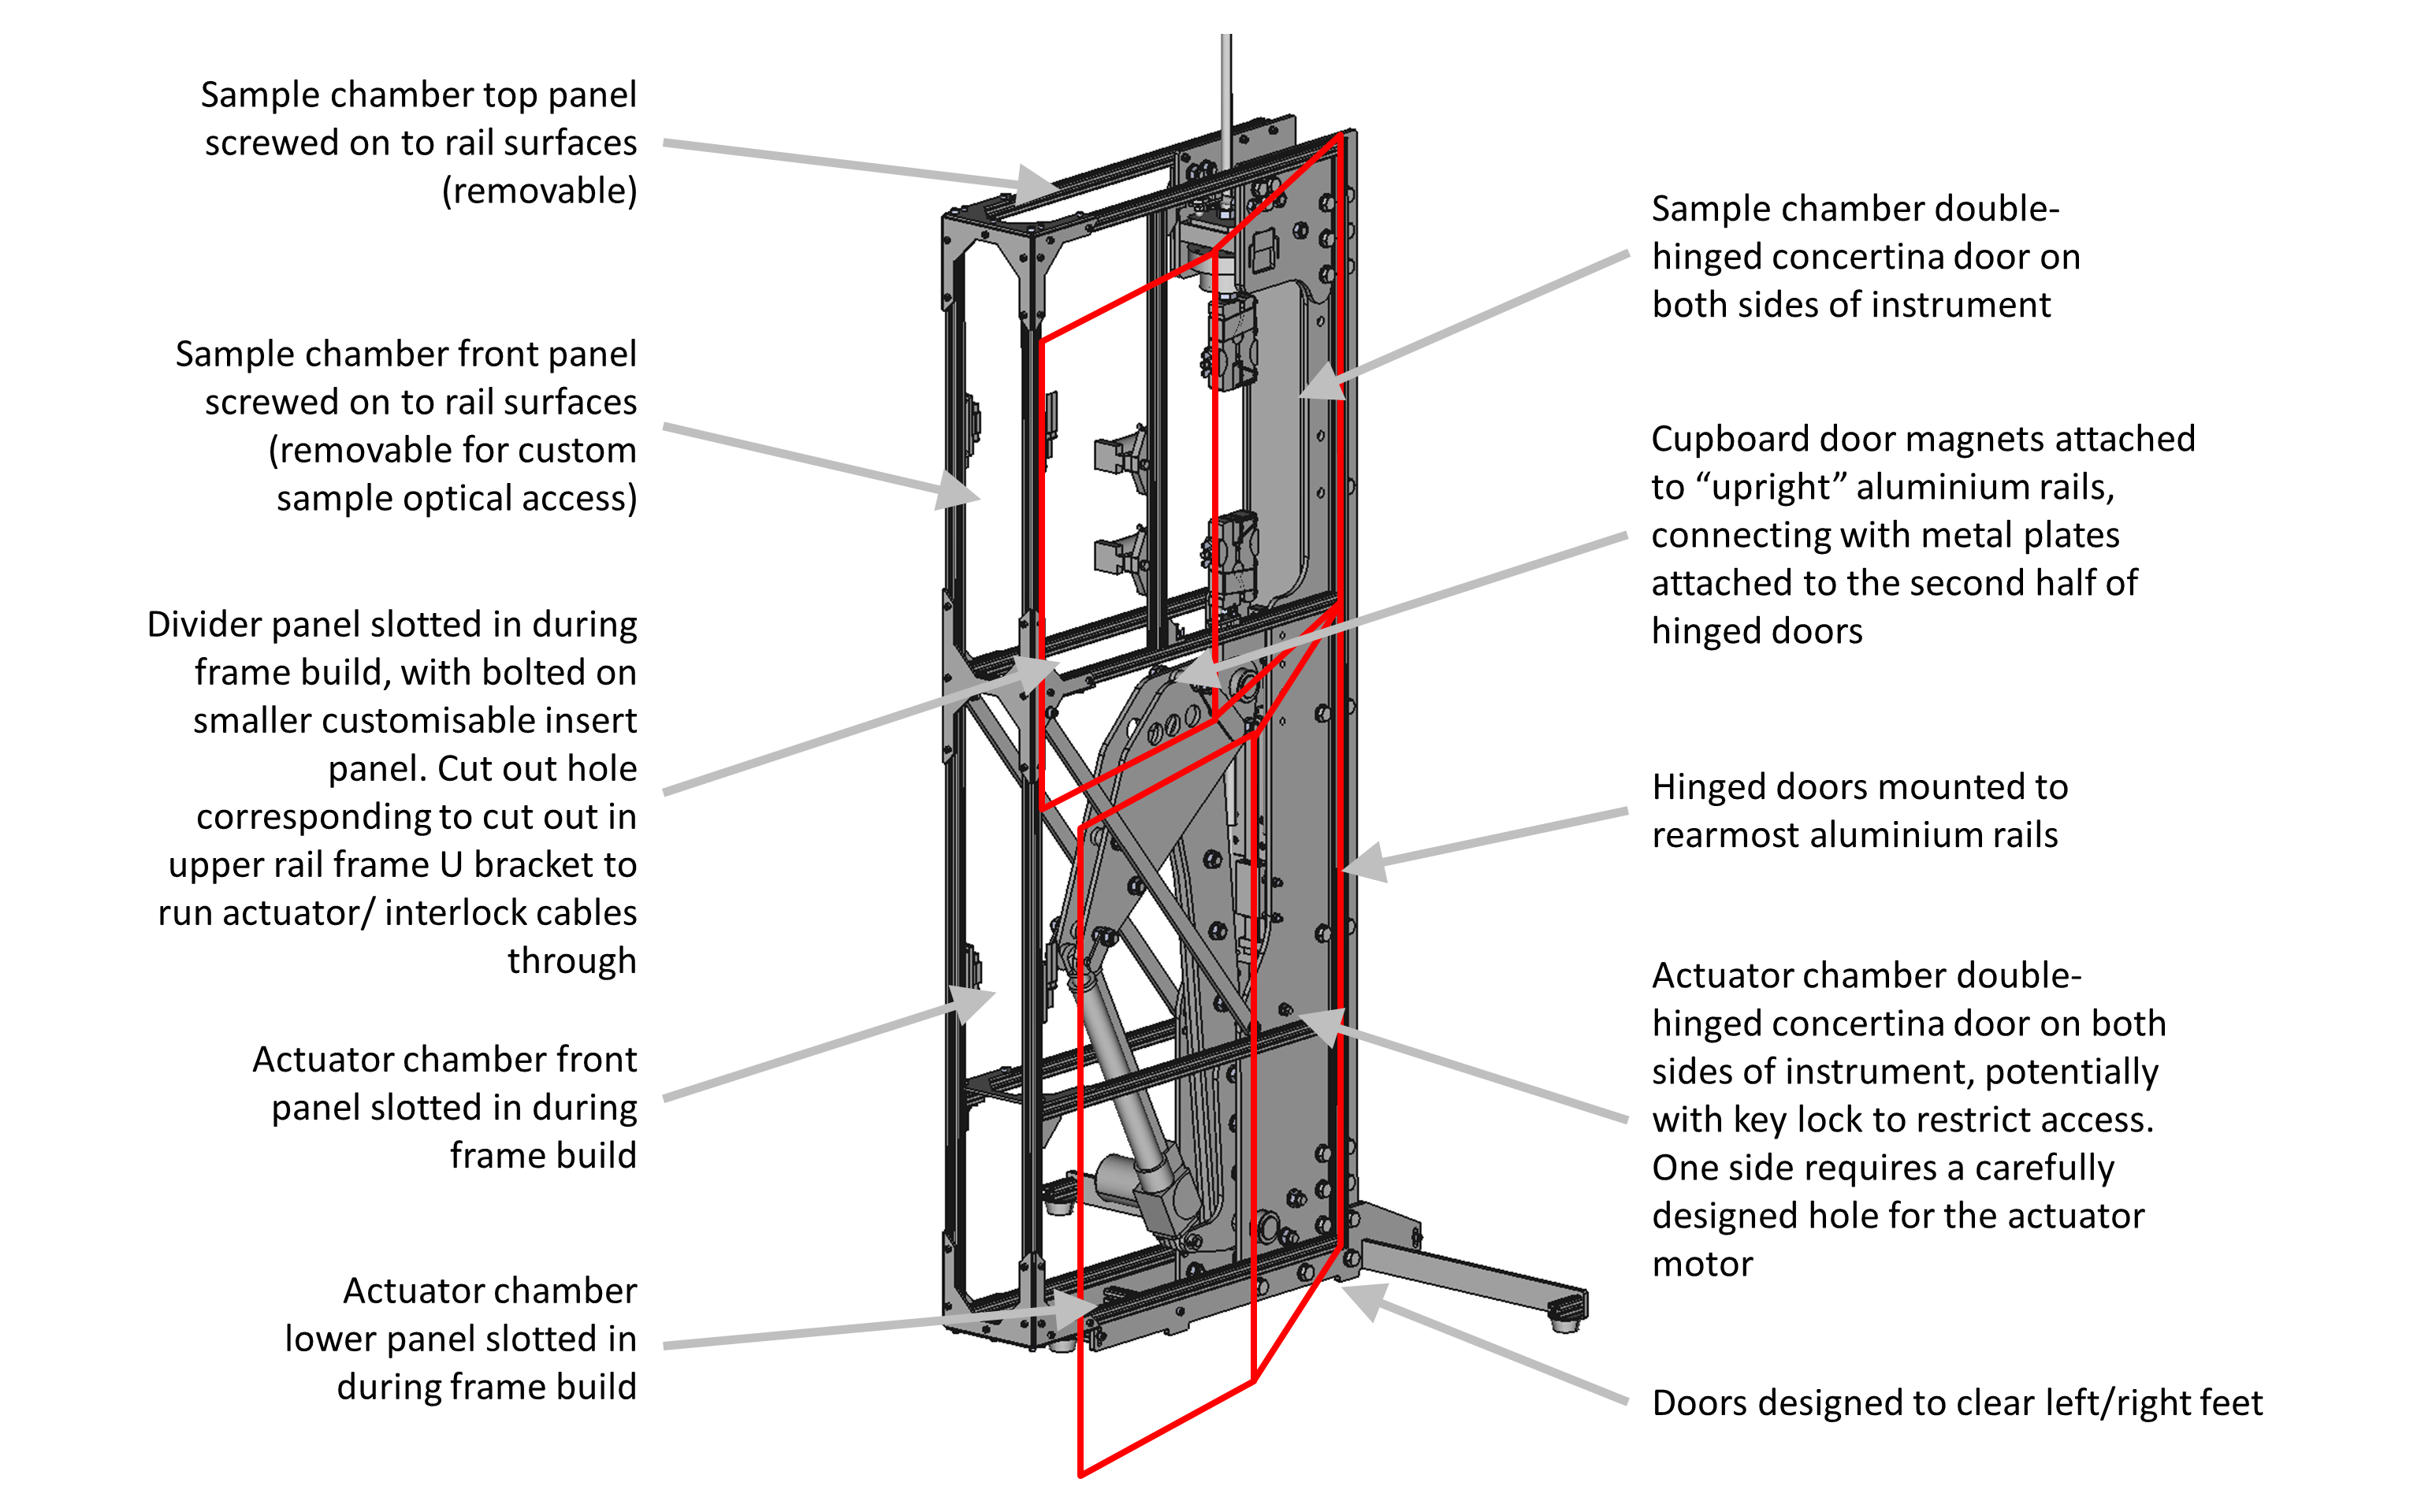 Sample chamber top panel
screwed on to rail surfaces
(removable)
Sample chamber front panel
screwed on to rail surfaces
(removable for custom
sample optical access)
Divider panel slotted in during
frame build, with bolted on
smaller customisable insert
panel. Cut out hole
corresponding to cut out in
upper rail frame U bracket to
run actuator/ interlock cables
through
Actuator chamber front
panel slotted in during
frame build
Actuator chamber
lower panel slotted in
during frame build
Sample chamber double-
hinged concertina door on
both sides of instrument
Cupboard door magnets attached
to “upright” aluminium rails,
connecting with metal plates
attached to the second half of
hinged doors
Hinged doors mounted to
rearmost aluminium rails
Actuator chamber double-
hinged concertina door on both
sides of instrument, potentially
with key lock to restrict access.
One side requires a carefully
designed hole for the actuator
motor
Doors designed to clear left/right feet